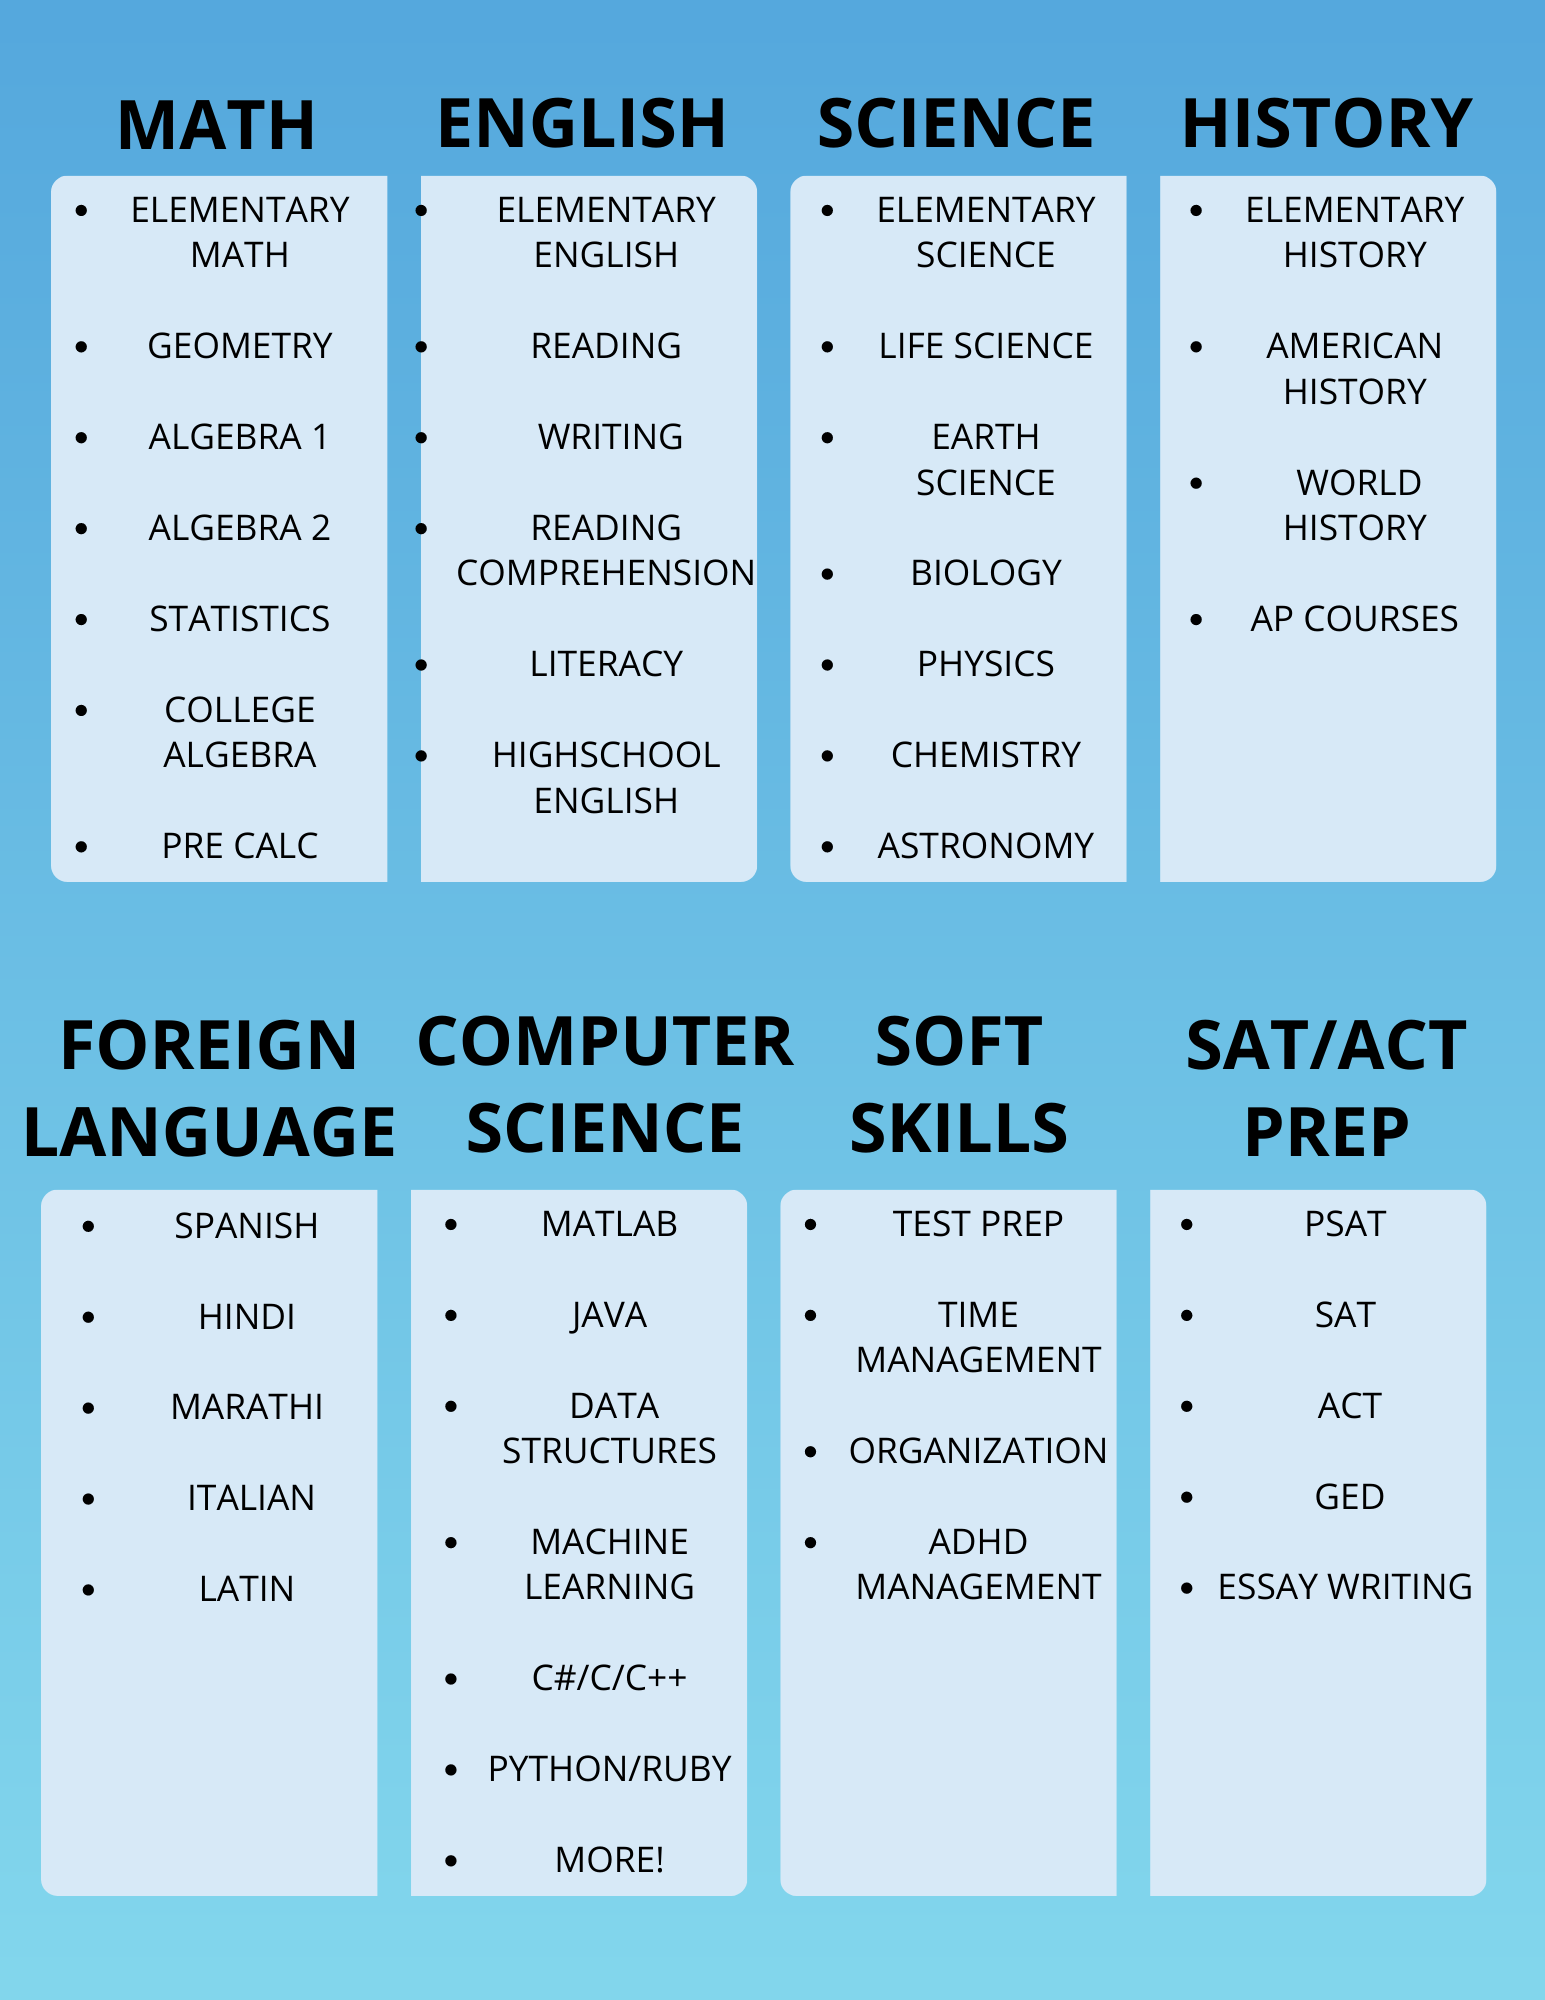 MATH
• ELEMENTARY
MATH
• GEOMETRY
• ALGEBRA 1
• ALGEBRA 2
• STATISTICS
• COLLEGE
ALGEBRA
• PRE CALC
ENGLISH
• ELEMENTARY
ENGLISH
• READING
• WRITING
• READING
COMPREHENSION
• LITERACY
• HIGHSCHOOL
ENGLISH
SCIENCE
• ELEMENTARY
SCIENCE
• LIFE SCIENCE
• EARTH
SCIENCE
• BIOLOGY
• PHYSICS
• CHEMISTRY
• ASTRONOMY
HISTORY
• ELEMENTARY
HISTORY
• AMERICAN
HISTORY
• WORLD
HISTORY
• AP COURSES
FOREIGN
LANGUAGE
• SPANISH
• HINDI
• MARATHI
• ITALIAN
• LATIN
COMPUTER
SCIENCE
• MATLAB
• JAVA
• DATA
STRUCTURES
• MACHINE
LEARNING
• C#/C/C++
• PYTHON/RUBY
• MORE!
SOFT
SKILLS
• TEST PREP
• TIME
MANAGEMENT
• ORGANIZATION
• ADHD
MANAGEMENT
SAT/ACT
PREP
• PSAT
• SAT
• ACT
• GED
• ESSAY WRITING